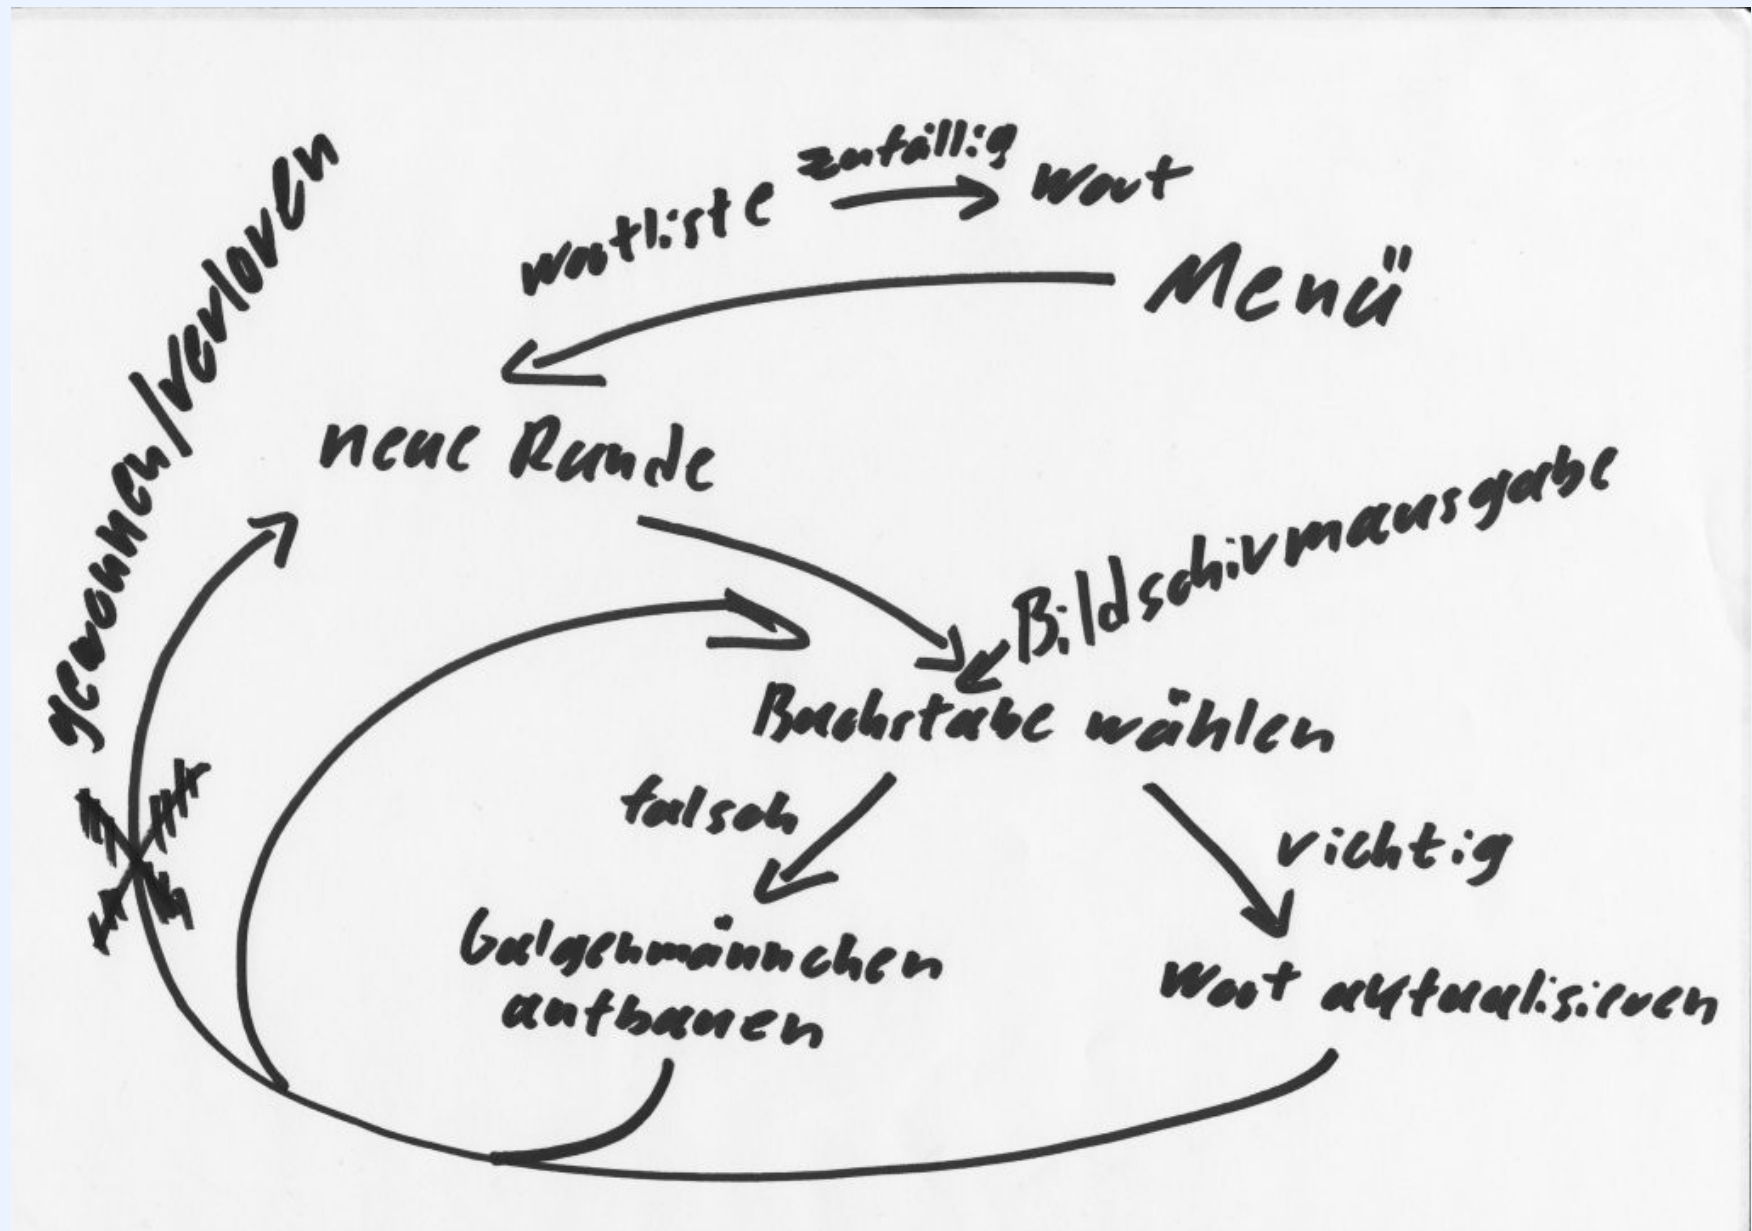 zufällig
wortliste → Wort
Menü
gewonnen/verloren
neue Runde
Bildschirmausgabe
Buchstabe wählen
falsch
richtig
Galgenmännchen
aufbauen
Wort aktualisieren